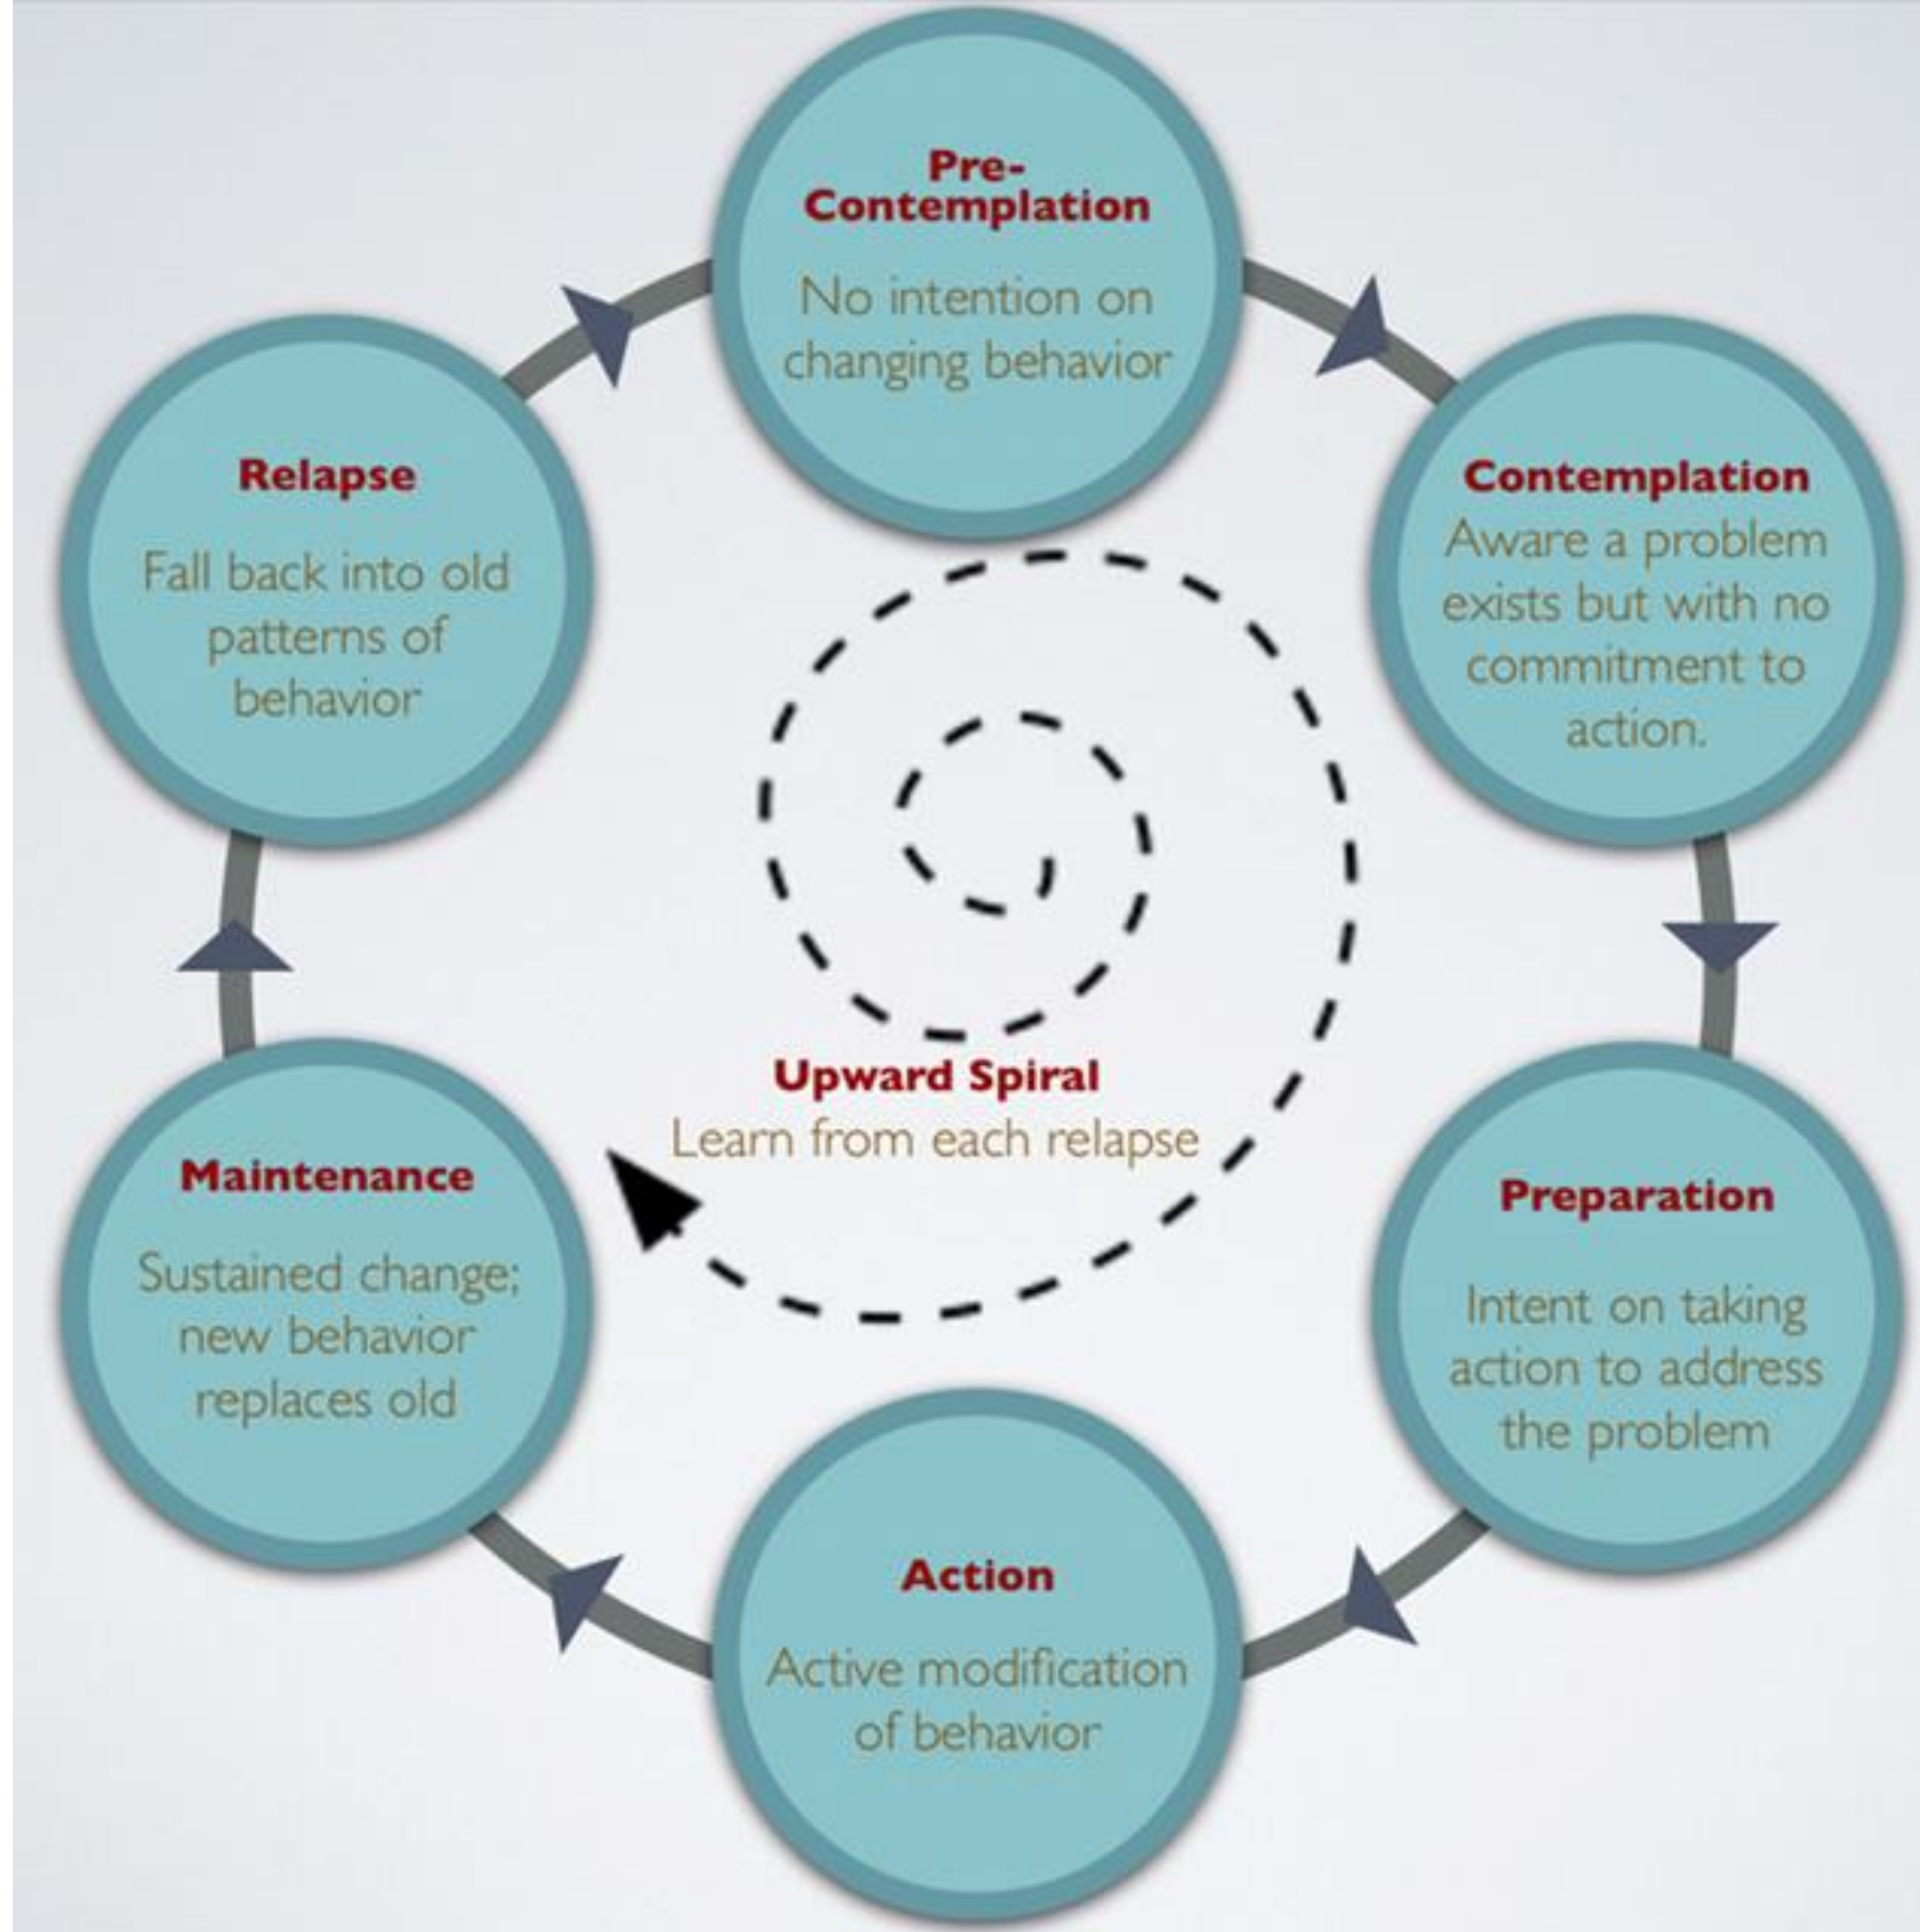 Pre-
Contemplation
No intention on
changing behavior
Contemplation
Aware a problem
exists but with no
commitment to
action.
Preparation
Intent on taking
action to address
the problem
Action
Active modification
of behavior
Maintenance
Sustained change;
new behavior
replaces old
Relapse
Fall back into old
patterns of
behavior
Upward Spiral
Learn from each relapse